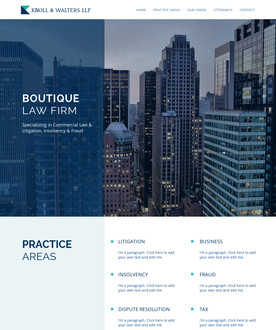 KNOLL & WALTERS LLP
HOME PRACTICE AREAS OUR VISION ATTORNEYS CONTACT
BOUTIQUE
LAW FIRM
Specializing in Commercial Law &
Litigation, Insolvency & Fraud
PRACTICE
AREAS
LITIGATION
I'm a paragraph. Click here to add
your own text and edit me.
BUSINESS
I'm a paragraph. Click here to add
your own text and edit me.
INSOLVENCY
I'm a paragraph. Click here to add
your own text and edit me.
FRAUD
I'm a paragraph. Click here to add
your own text and edit me.
DISPUTE RESOLUTION
I'm a paragraph. Click here to add
your own text and edit me.
TAX
I'm a paragraph. Click here to add
your own text and edit me.